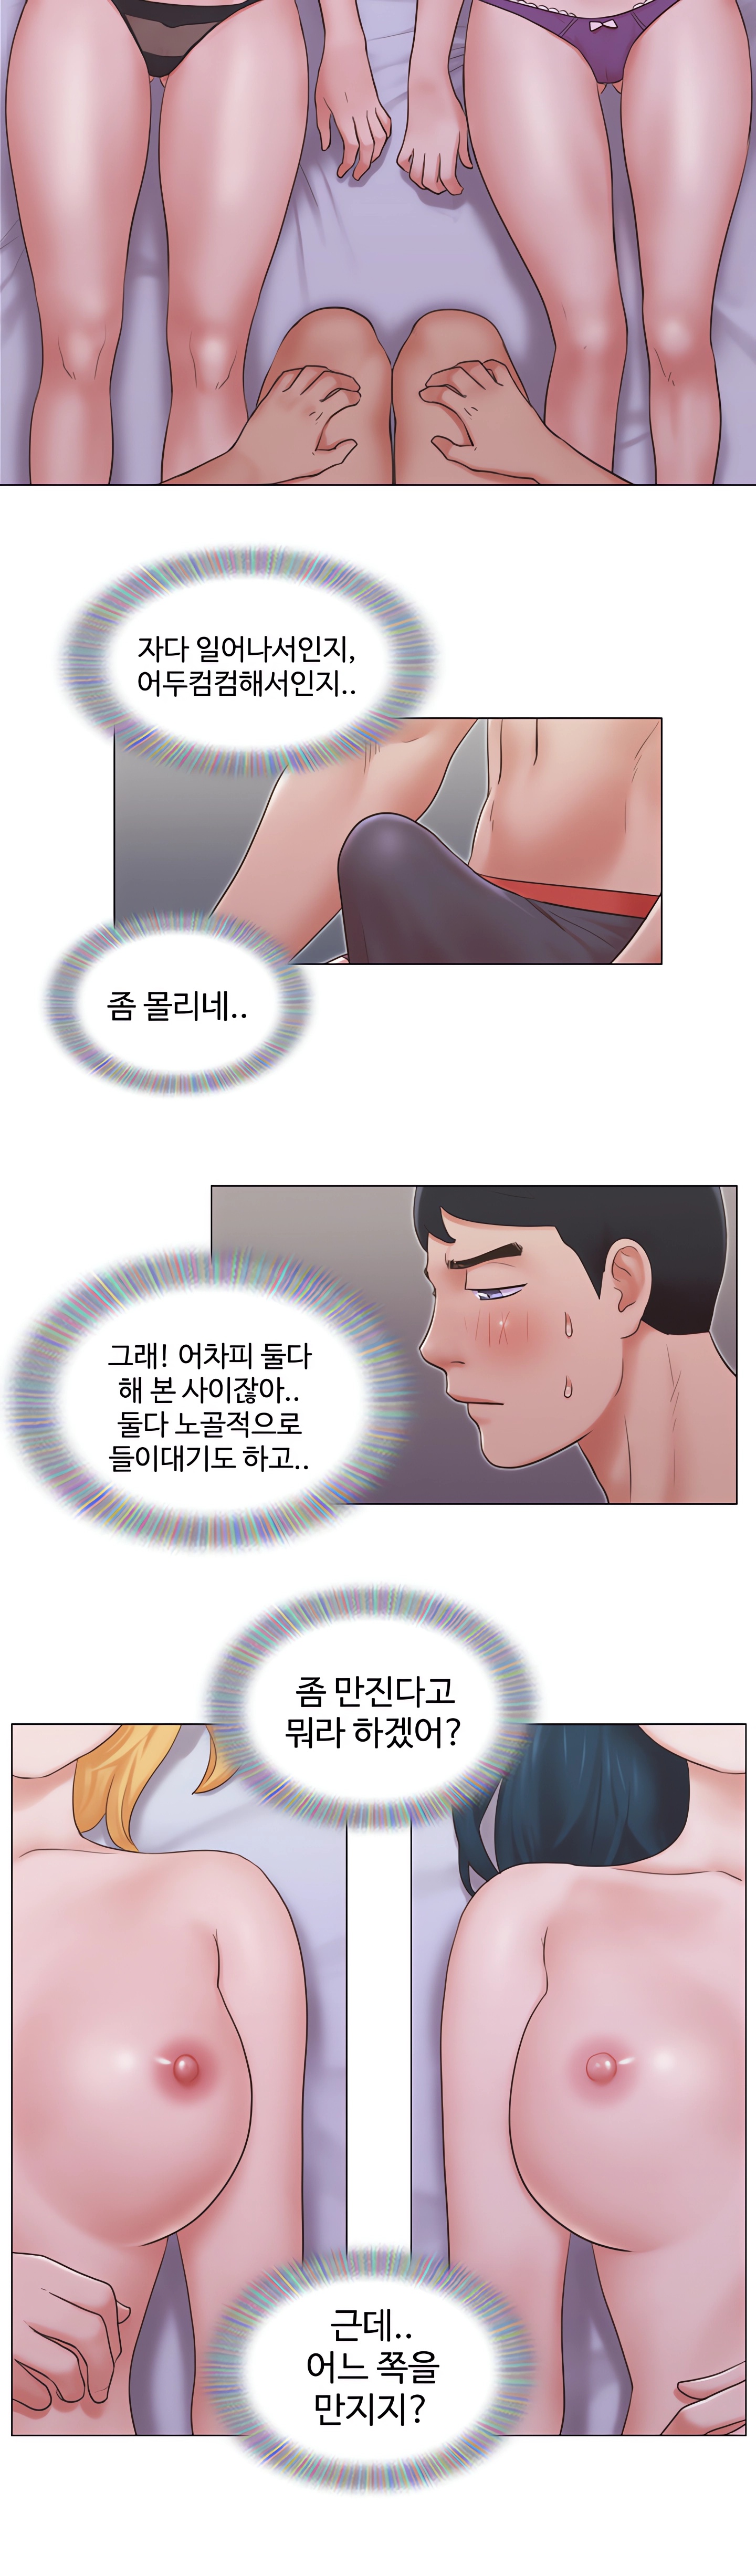 자다 일어나서인지,
어두컴컴해서인지..
좀 몰리네..
그래! 어차피 둘다
해 본 사이잖아..
둘다 노골적으로
들이대기도 하고..
좀 만진다고
뭐라 하겠어?
근데..
어느 쪽을
만지지?